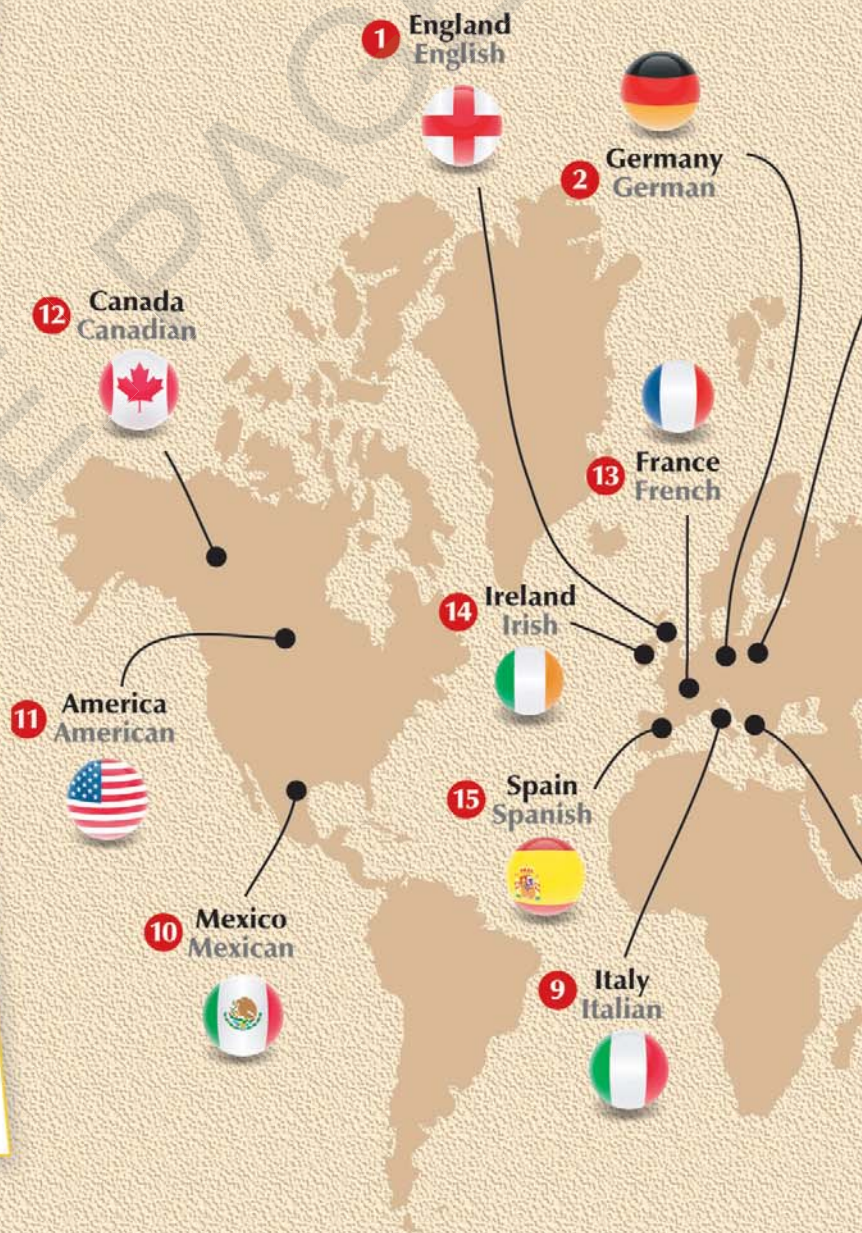 1
England
English
2
Germany
German
12
Canada
Canadian
13
France
French
14
Ireland
Irish
11
America
American
15
Spain
Spanish
10
Mexico
Mexican
9
Italy
Italian